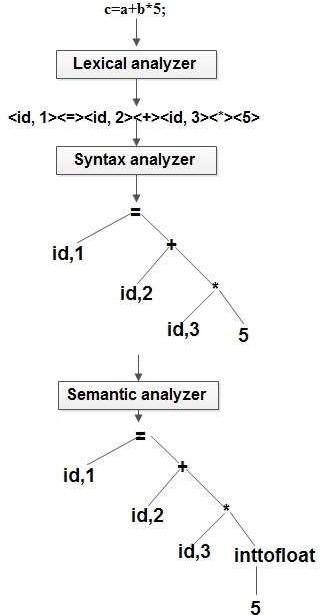 c=a+b*5;
Lexical analyzer
<id, 1><=><id, 2><+><id, 3><*><5>
Syntax analyzer
=
id,1
+
id,2
*
id,3
5
Semantic analyzer
=
id,1
+
id,2
*
id,3 inttofloat
5